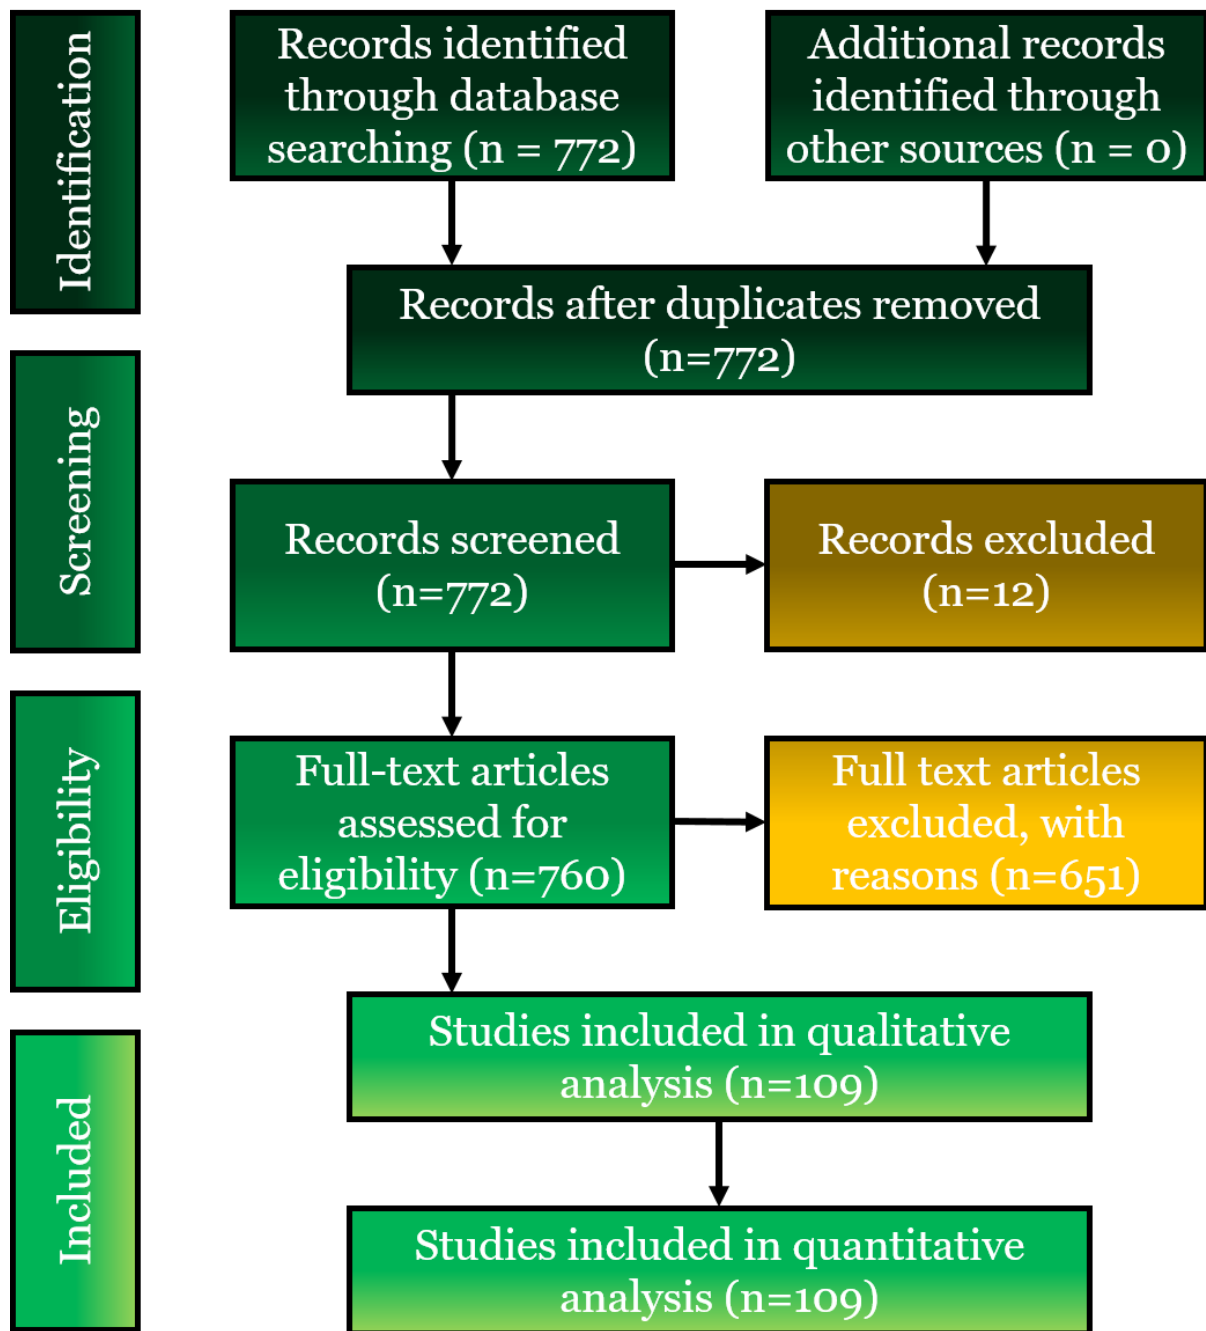 Identification
Records identified
through database
searching (n = 772)
Additional records
identified through
other sources (n = 0)
Records after duplicates removed
(n=772)
Screening
Records screened
(n=772)
Records excluded
(n=12)
Eligibility
Full-text articles
assessed for
eligibility (n=760)
Full text articles
excluded, with
reasons (n=651)
Included
Studies included in qualitative
analysis (n=109)
Studies included in quantitative
analysis (n=109)